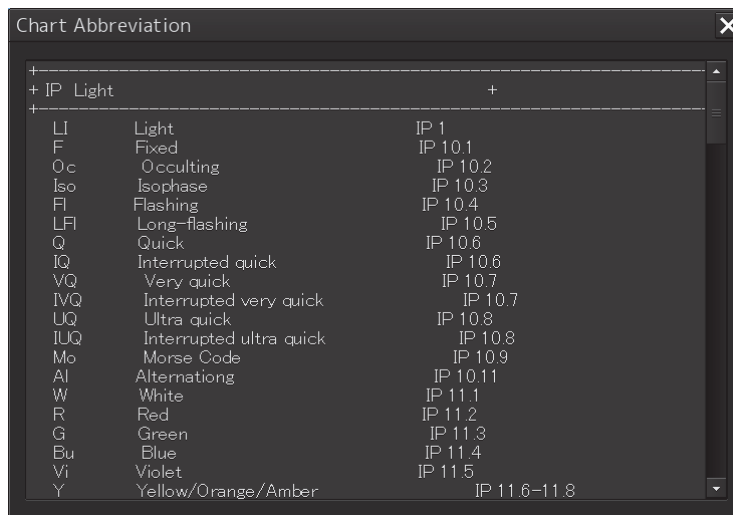 Chart Abbreviation
+------------------------------------------------------------------------
+ IP Light +
+------------------------------------------------------------------------
LI Light IP 1
F Fixed IP 10.1
Oc Occulting IP 10.2
Iso Isophase IP 10.3
Fl Flashing IP 10.4
LFl Long-flashing IP 10.5
Q Quick IP 10.6
IQ Interrupted quick IP 10.6
VQ Very quick IP 10.7
IVQ Interrupted very quick IP 10.7
UQ Ultra quick IP 10.8
IUQ Interrupted ultra quick IP 10.8
Mo Morse Code IP 10.9
Al Alternationg IP 10.11
W White IP 11.1
R Red IP 11.2
G Green IP 11.3
Bu Blue IP 11.4
Vi Violet IP 11.5
Y Yellow/Orange/Amber IP 11.6-11.8